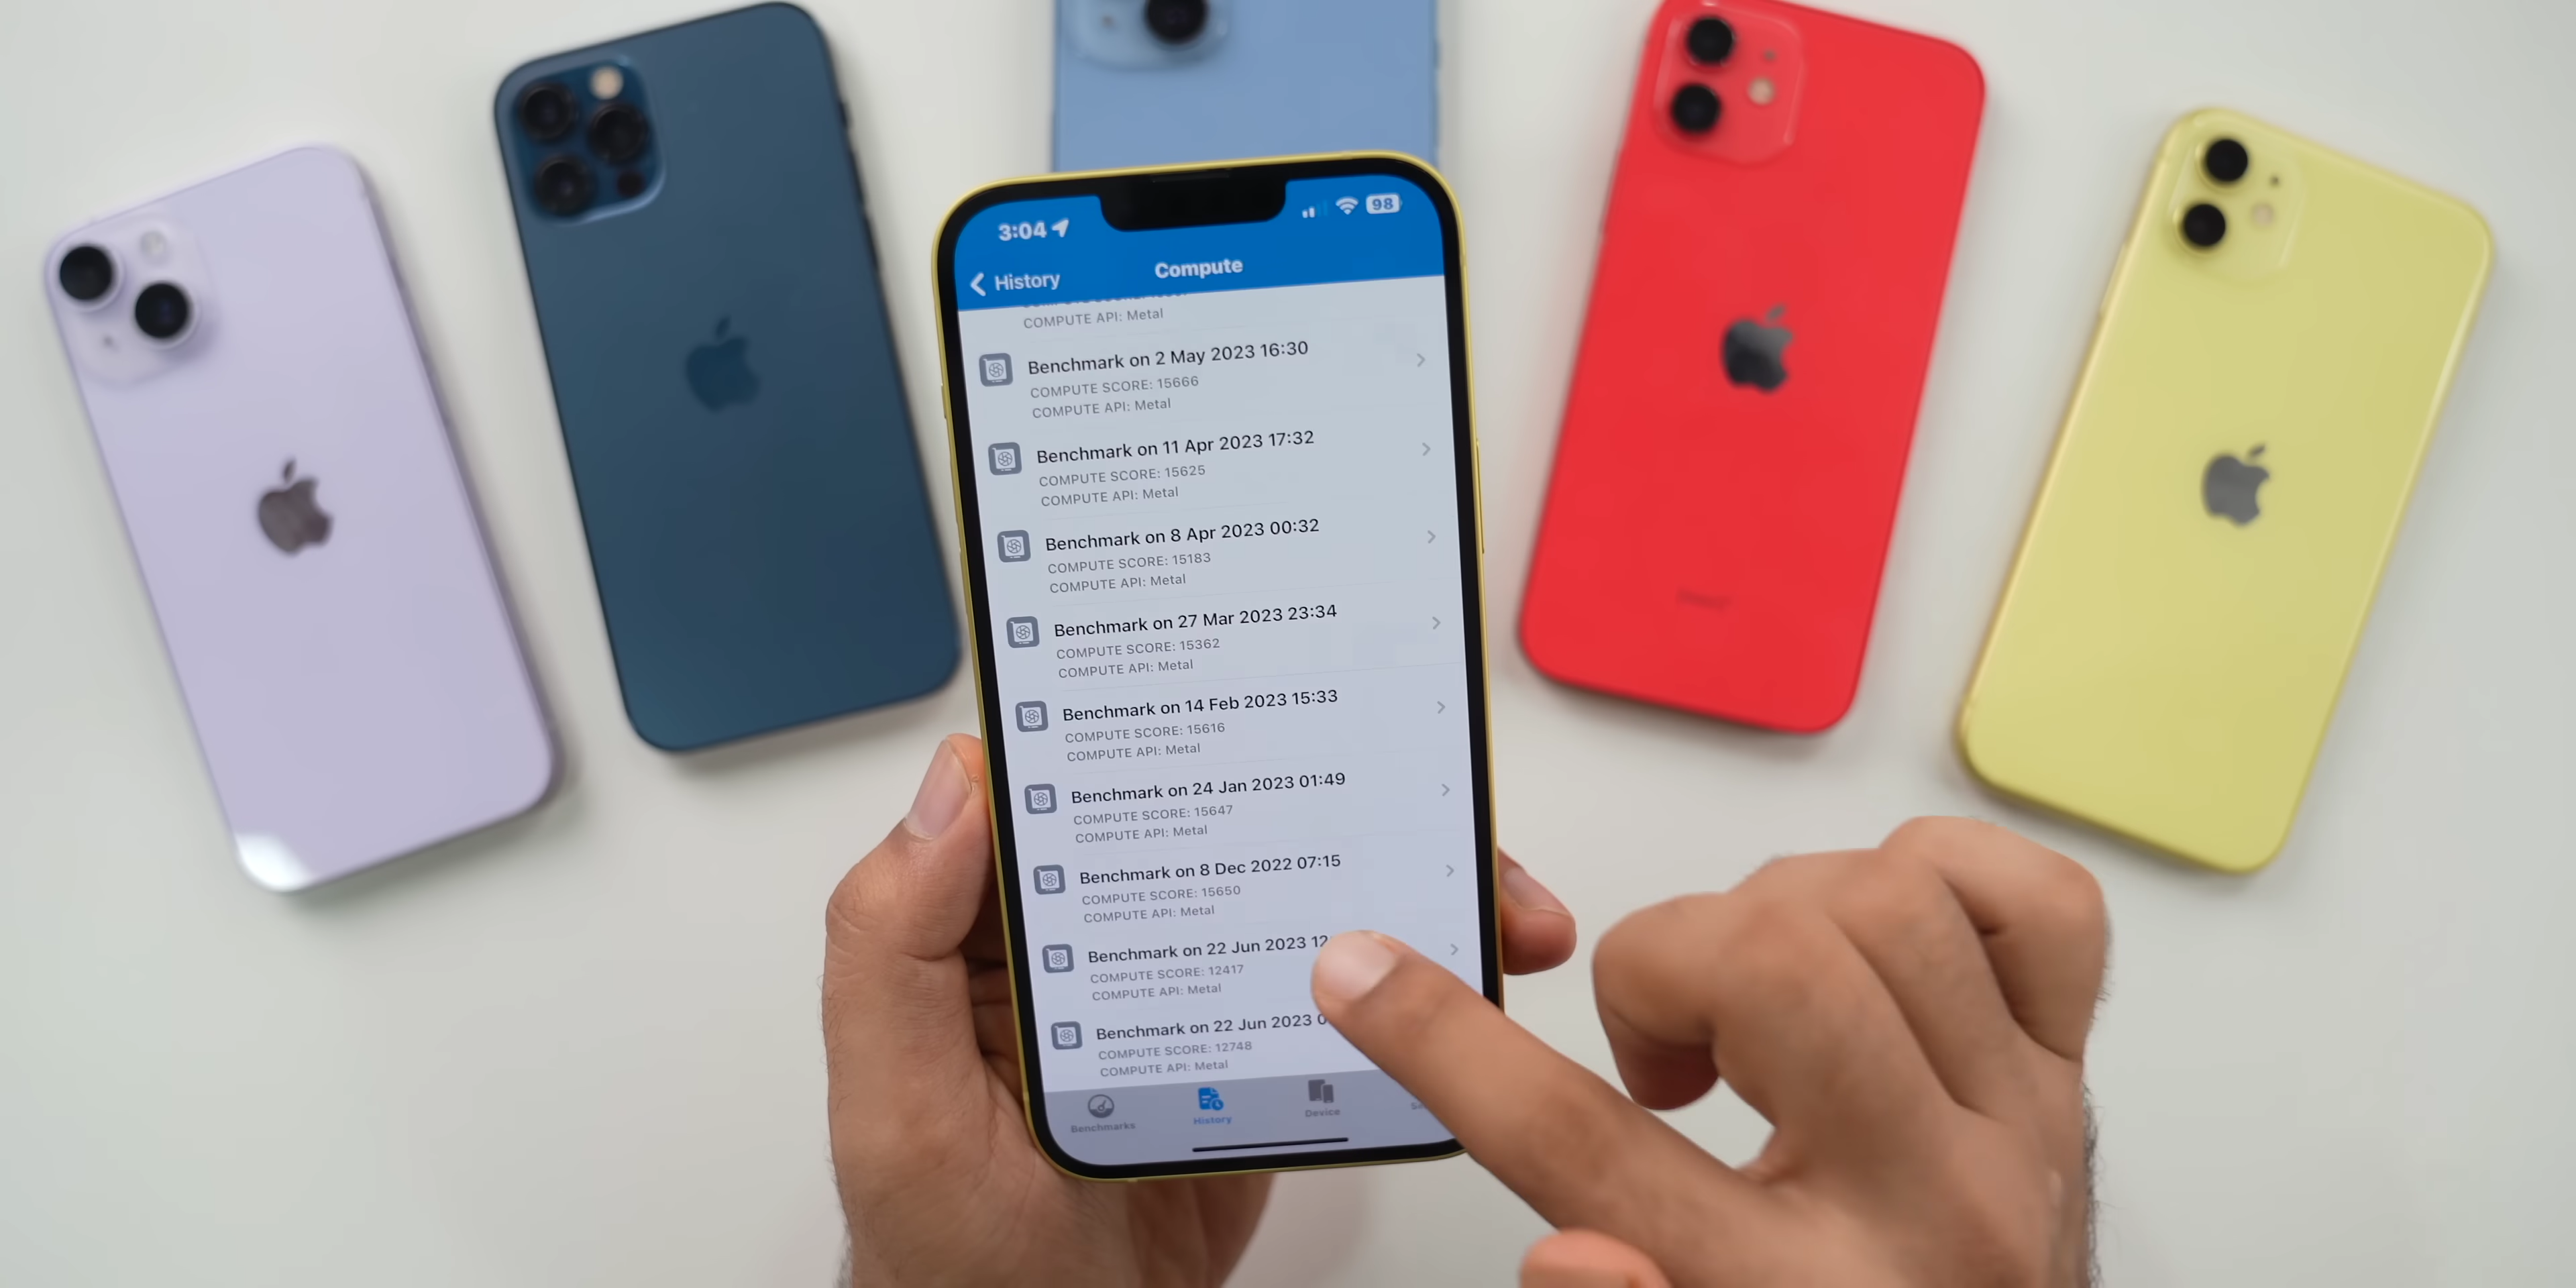 3:04
98
History
Compute
COMPUTE API: Metal
Benchmark on 2 May 2023 16:30
COMPUTE SCORE: 15666
COMPUTE API: Metal
Benchmark on 11 Apr 2023 17:32
COMPUTE SCORE: 15625
COMPUTE API: Metal
Benchmark on 8 Apr 2023 00:32
COMPUTE SCORE: 15183
COMPUTE API: Metal
Benchmark on 27 Mar 2023 23:34
COMPUTE SCORE: 15362
COMPUTE API: Metal
Benchmark on 14 Feb 2023 15:33
COMPUTE SCORE: 15616
COMPUTE API: Metal
Benchmark on 24 Jan 2023 01:49
COMPUTE SCORE: 15647
COMPUTE API: Metal
Benchmark on 8 Dec 2022 07:15
COMPUTE SCORE: 15650
COMPUTE API: Metal
Benchmark on 22 Jun 2023 12
COMPUTE SCORE: 12417
COMPUTE API: Metal
Benchmark on 22 Jun 2023 0
COMPUTE SCORE: 12748
COMPUTE API: Metal
Benchmarks
History
Device